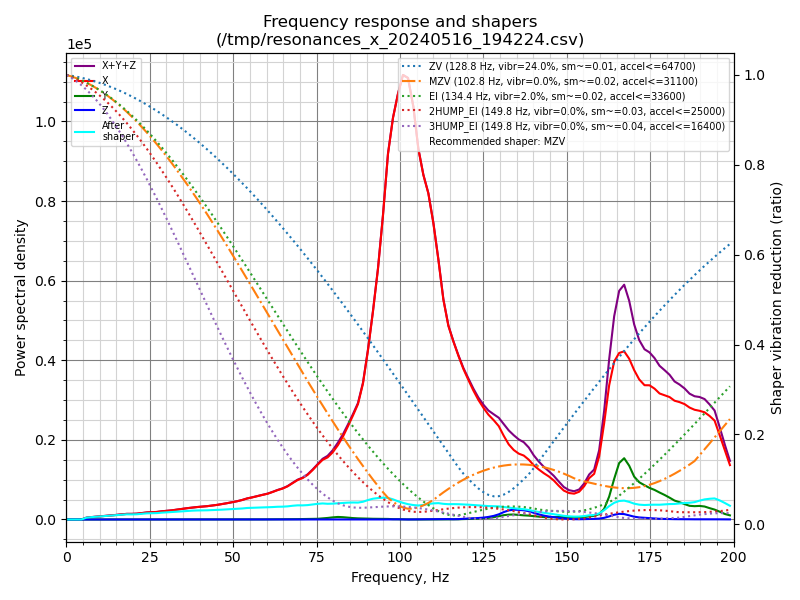 Frequency response and shapers
(/tmp/resonances_x_20240516_194224.csv)
1e5
X+Y+Z
X
Y
Z
After
shaper
ZV (128.8 Hz, vibr=24.0%, sm~=0.01, accel<=64700)
MZV (102.8 Hz, vibr=0.0%, sm~=0.02, accel<=31100)
EI (134.4 Hz, vibr=2.0%, sm~=0.02, accel<=33600)
2HUMP_EI (149.8 Hz, vibr=0.0%, sm~=0.03, accel<=25000)
3HUMP_EI (149.8 Hz, vibr=0.0%, sm~=0.04, accel<=16400)
Recommended shaper: MZV
Power spectral density
1.0
0.8
0.6
0.4
0.2
0.0
Shaper vibration reduction (ratio)
1.0
0.8
0.6
0.4
0.2
0.0
0 25 50 75 100 125 150 175 200
Frequency, Hz